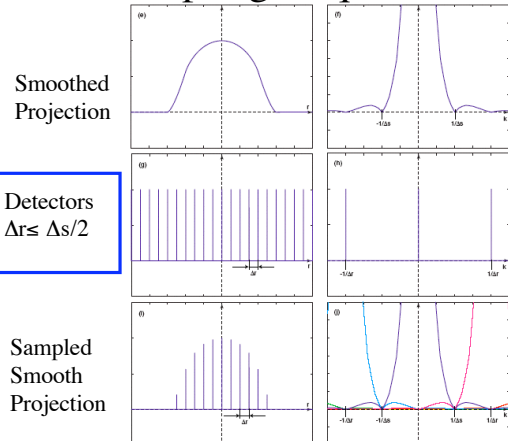 (e)
r
(f)
-1/Δs
1/Δs
k
Smoothed
Projection
(g)
Δr
r
(h)
-1/Δr
1/Δr
k
Detectors
Δr≤ Δs/2
(i)
Δr
r
(j)
-1/Δr
-1/Δs
1/Δs
1/Δr
k
Sampled
Smooth
Projection